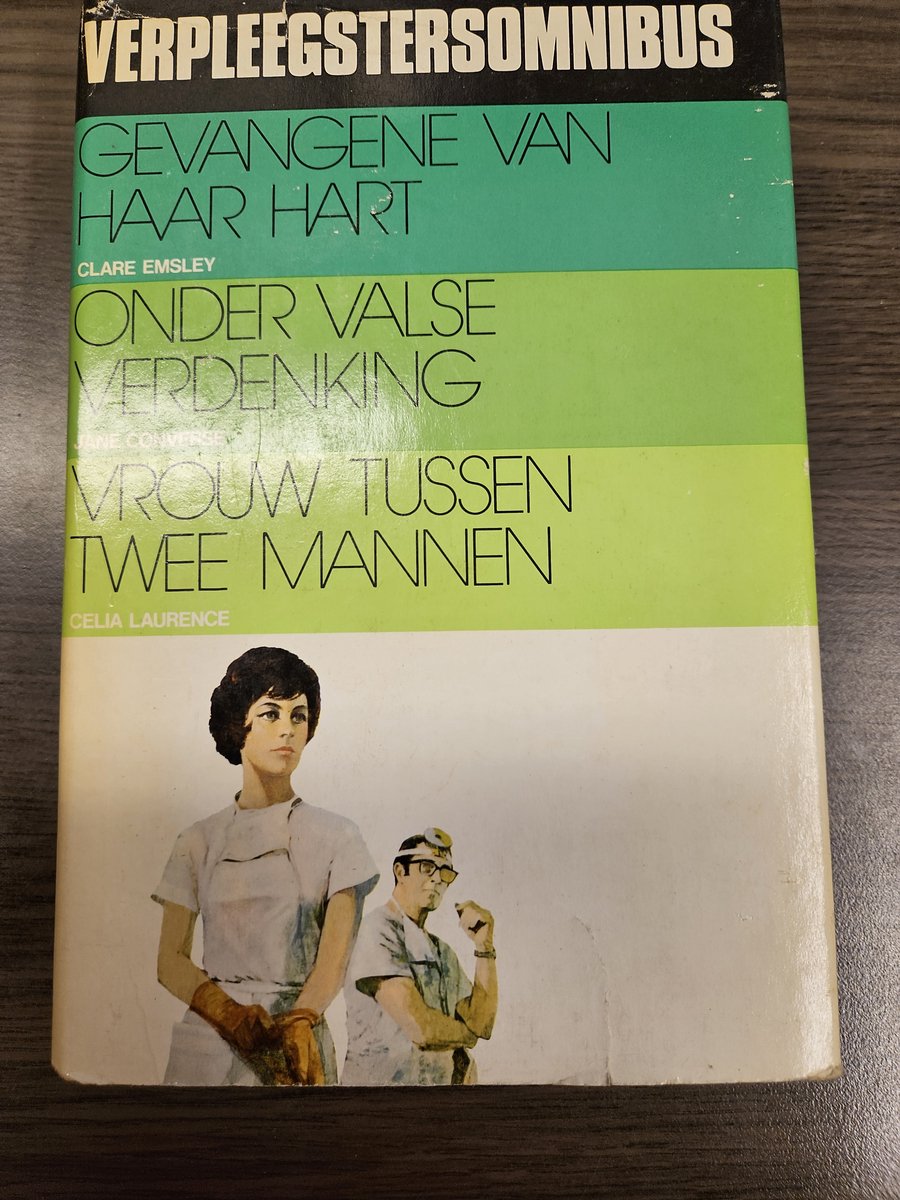 VERPLEEGSTERSOMNIBUS
GEVANGENE VAN
HAAR HART
CLARE EMSLEY
ONDER VALSE
VERDENKING
JANE CONVERSE
VROUW TUSSEN
TWEE MANNEN
CELIA LAURENCE